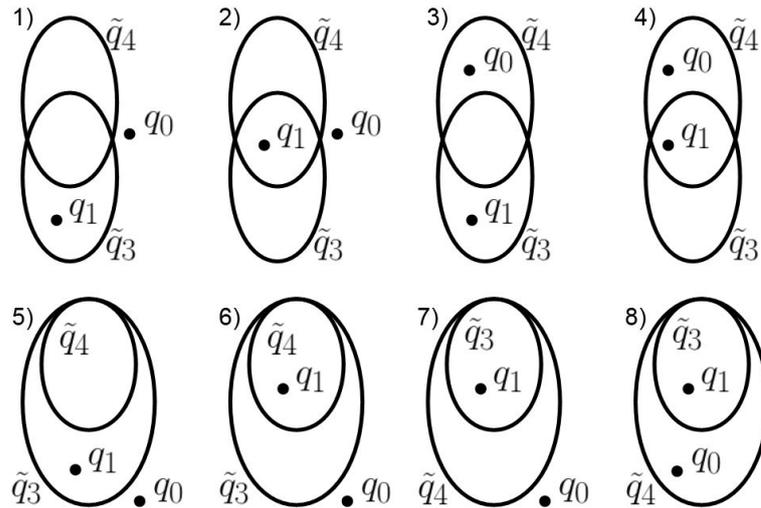 1) q̃₄ q₀ q₁ q̃₃
2) q̃₄ q₁ q₀ q̃₃
3) q̃₄ q₀ q₁ q̃₃
4) q̃₄ q₀ q₁ q̃₃
5) q̃₄ q₁ q̃₃ q₀
6) q̃₄ q₁ q̃₃ q₀
7) q̃₃ q₁ q̃₄ q₀
8) q̃₃ q₁ q₀ q̃₄